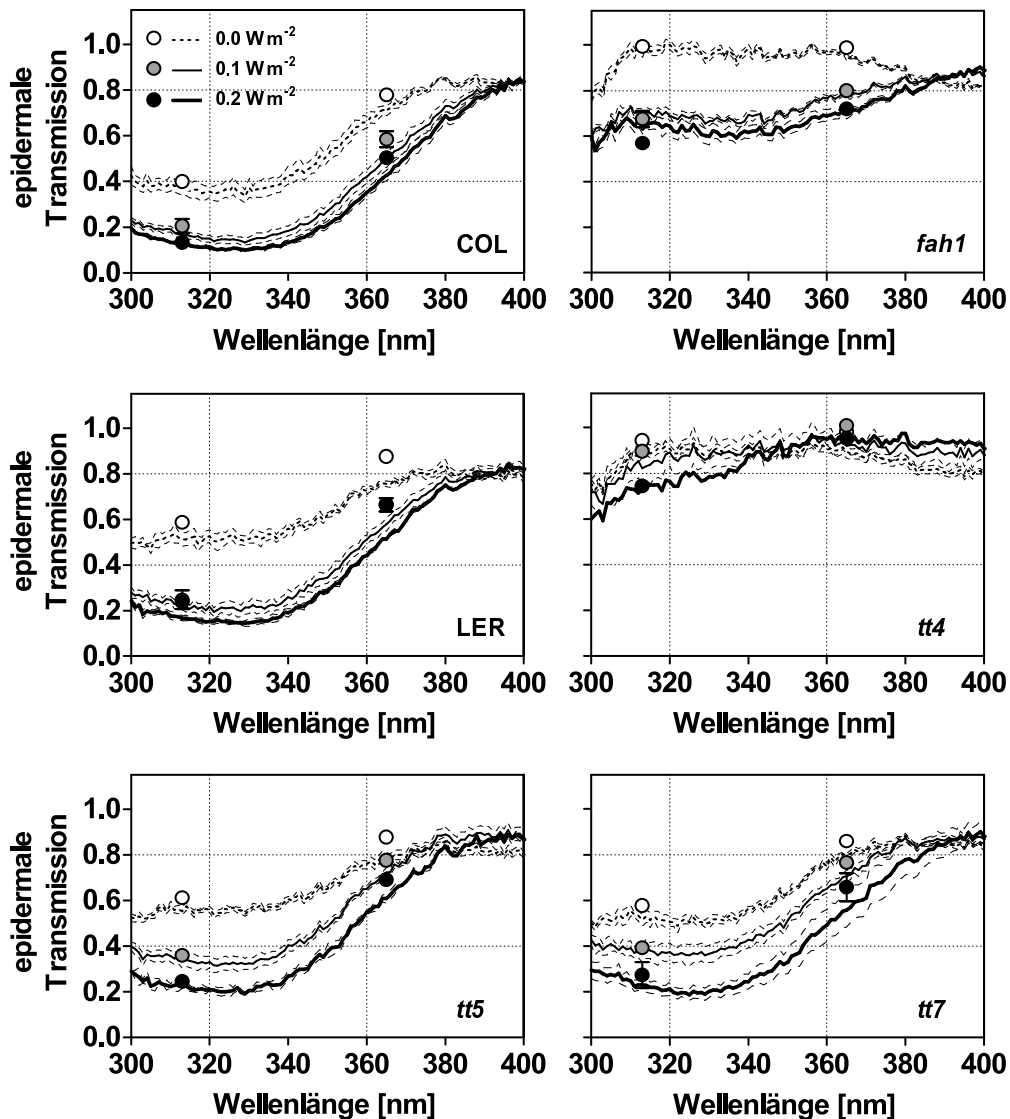 epidermale
Transmission
1.0
0.8
0.6
0.4
0.2
0.0
0.0 Wm-2
0.1 Wm-2
0.2 Wm-2
COL
300 320 340 360 380 400
Wellenlänge [nm]
fah1
300 320 340 360 380 400
Wellenlänge [nm]
epidermale
Transmission
1.0
0.8
0.6
0.4
0.2
0.0
LER
300 320 340 360 380 400
Wellenlänge [nm]
tt4
300 320 340 360 380 400
Wellenlänge [nm]
epidermale
Transmission
1.0
0.8
0.6
0.4
0.2
0.0
tt5
300 320 340 360 380 400
Wellenlänge [nm]
tt7
300 320 340 360 380 400
Wellenlänge [nm]